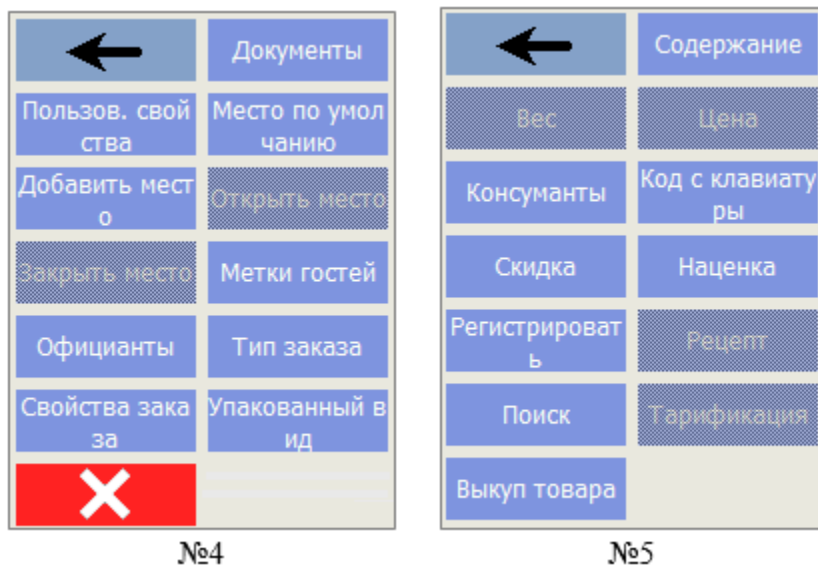 Документы
Пользов. свой
ства
Место по умол
чанию
Добавить мест
о
Открыть место
Закрыть место
Метки гостей
Официанты
Тип заказа
Свойства зака
за
Упакованный в
ид
№4
Содержание
Вес
Цена
Консуманты
Код с клавиату
ры
Скидка
Наценка
Регистрироват
ь
Рецепт
Поиск
Тарификация
Выкуп товара
№5